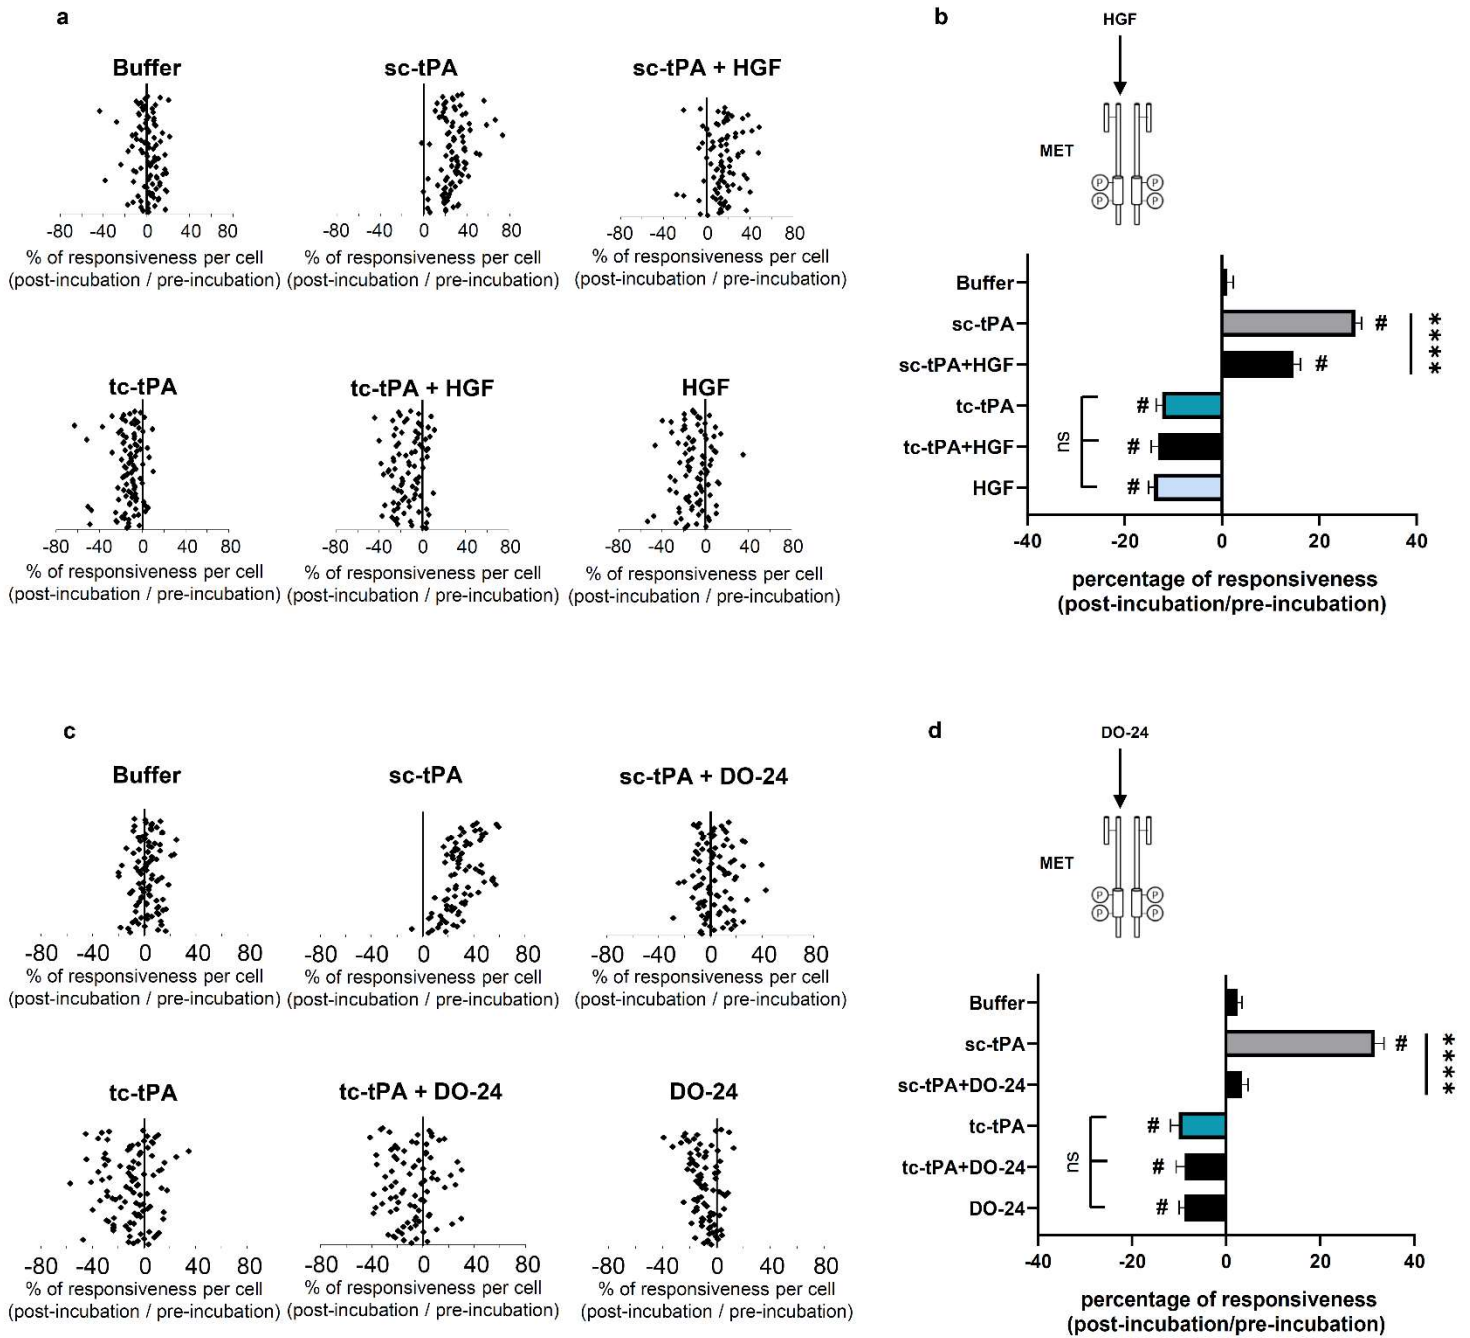 a
Buffer
sc-tPA
sc-tPA + HGF
-80 -40 0 40 80
-80 -40 0 40 80
-80 -40 0 40 80
% of responsiveness per cell
(post-incubation / pre-incubation)
% of responsiveness per cell
(post-incubation / pre-incubation)
% of responsiveness per cell
(post-incubation / pre-incubation)
tc-tPA
tc-tPA + HGF
HGF
-80 -40 0 40 80
-80 -40 0 40 80
-80 -40 0 40 80
% of responsiveness per cell
(post-incubation / pre-incubation)
% of responsiveness per cell
(post-incubation / pre-incubation)
% of responsiveness per cell
(post-incubation / pre-incubation)
b
HGF
MET
P P
P P
Buffer
sc-tPA # ****
sc-tPA+HGF #
tc-tPA #
tc-tPA+HGF # ns
HGF #
-40 -20 0 20 40
percentage of responsiveness
(post-incubation/pre-incubation)
c
Buffer
sc-tPA
sc-tPA + DO-24
-80 -40 0 40 80
-80 -40 0 40 80
-80 -40 0 40 80
% of responsiveness per cell
(post-incubation / pre-incubation)
% of responsiveness per cell
(post-incubation / pre-incubation)
% of responsiveness per cell
(post-incubation / pre-incubation)
tc-tPA
tc-tPA + DO-24
DO-24
-80 -40 0 40 80
-80 -40 0 40 80
-80 -40 0 40 80
% of responsiveness per cell
(post-incubation / pre-incubation)
% of responsiveness per cell
(post-incubation / pre-incubation)
% of responsiveness per cell
(post-incubation / pre-incubation)
d
DO-24
MET
P P
P P
Buffer
sc-tPA # ****
sc-tPA+DO-24
tc-tPA #
tc-tPA+DO-24 # ns
DO-24 #
-40 -20 0 20 40
percentage of responsiveness
(post-incubation/pre-incubation)